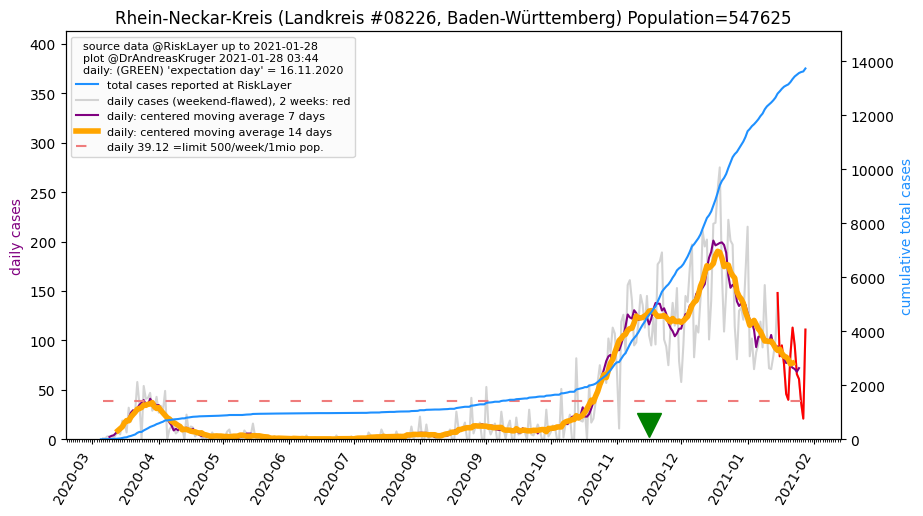 Rhein-Neckar-Kreis (Landkreis #08226, Baden-Württemberg) Population=547625
source data @RiskLayer up to 2021-01-28
plot @DrAndreasKruger 2021-01-28 03:44
daily: (GREEN) 'expectation day' = 16.11.2020
total cases reported at RiskLayer
daily cases (weekend-flawed), 2 weeks: red
daily: centered moving average 7 days
daily: centered moving average 14 days
daily 39.12 =limit 500/week/1mio pop.
daily cases
400
350
300
250
200
150
100
50
0
cumulative total cases
14000
12000
10000
8000
6000
4000
2000
0
2020-03
2020-04
2020-05
2020-06
2020-07
2020-08
2020-09
2020-10
2020-11
2020-12
2021-01
2021-02